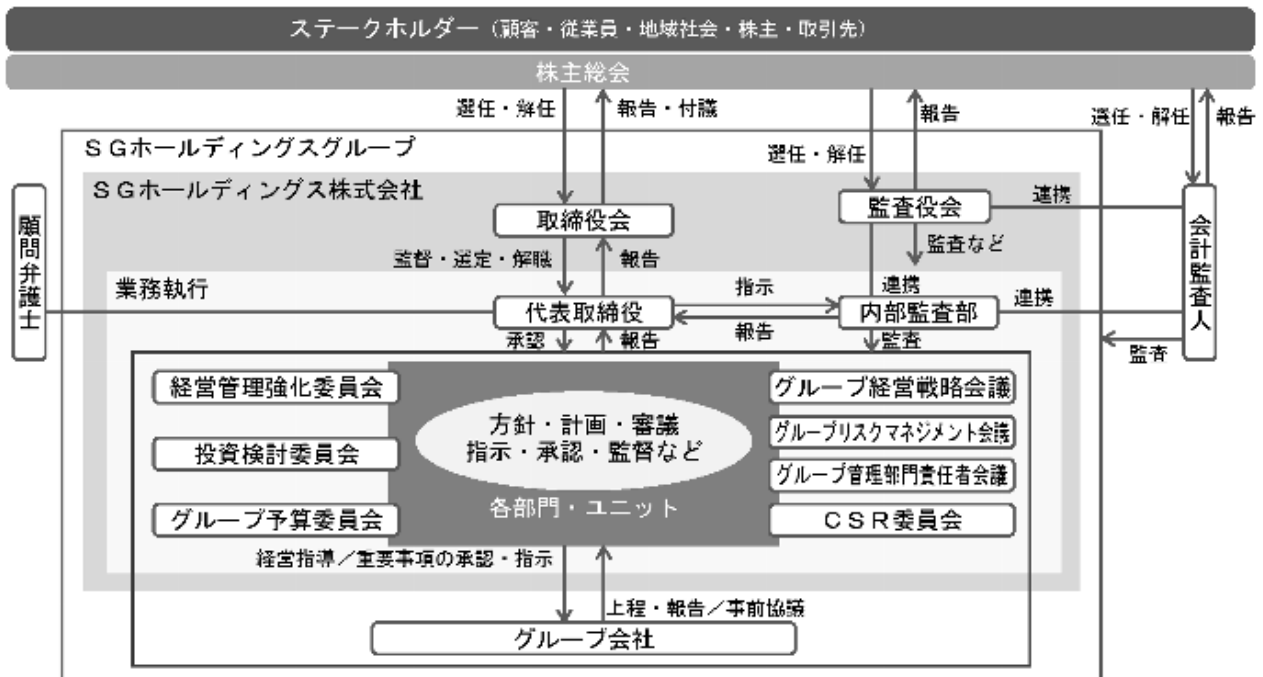 ステークホルダー（顧客・従業員・地域社会・株主・取引先）
株主総会
選任・解任
報告・付議
選任・解任
報告
選任・解任
報告
ＳＧホールディングスグループ
ＳＧホールディングス株式会社
顧問弁護士
取締役会
監査役会
連携
会計監査人
監督・選定・解職
報告
監査など
業務執行
代表取締役
指示
報告
連携
内部監査部
連携
承認
報告
監査
監査
経営管理強化委員会
投資検討委員会
グループ予算委員会
方針・計画・審議
指示・承認・監督など
各部門・ユニット
グループ経営戦略会議
グループリスクマネジメント会議
グループ管理部門責任者会議
ＣＳＲ委員会
経営指導／重要事項の承認・指示
上程・報告／事前協議
グループ会社